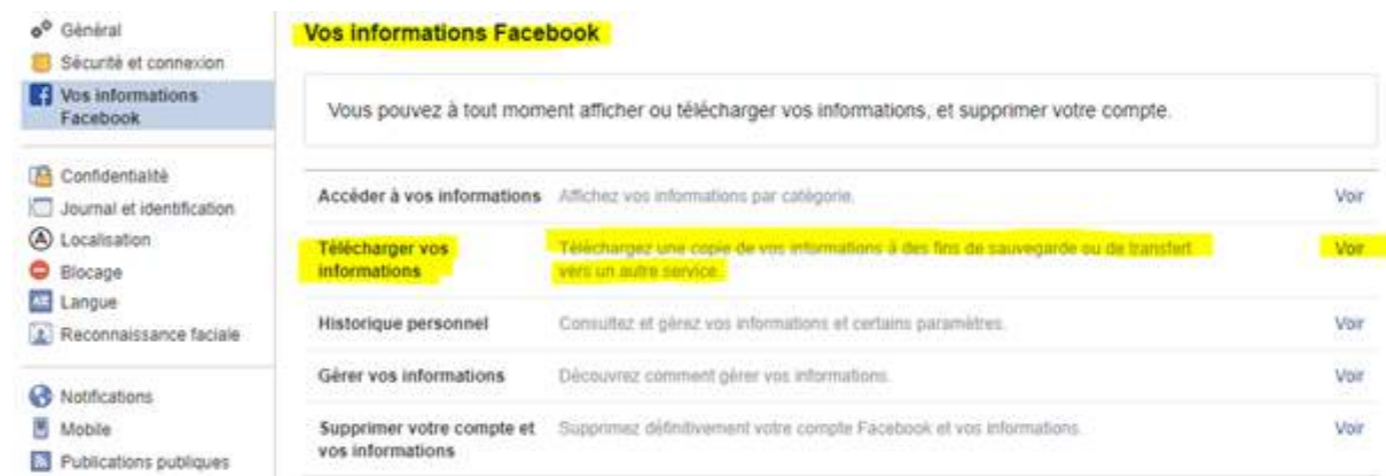 Général
Sécurité et connexion
Vos informations
Facebook
Confidentialité
Journal et identification
Localisation
Blocage
Langue
Reconnaissance faciale
Notifications
Mobile
Publications publiques
Vos informations Facebook
Vous pouvez à tout moment afficher ou télécharger vos informations, et supprimer votre compte.
Accéder à vos informations Affichez vos informations par catégorie. Voir
Télécharger vos Téléchargez une copie de vos informations à des fins de sauvegarde ou de transfert Voir
informations vers un autre service.
Historique personnel Consultez et gérez vos informations et certains paramètres. Voir
Gérer vos informations Découvrez comment gérer vos informations. Voir
Supprimer votre compte et Supprimez définitivement votre compte Facebook et vos informations. Voir
vos informations